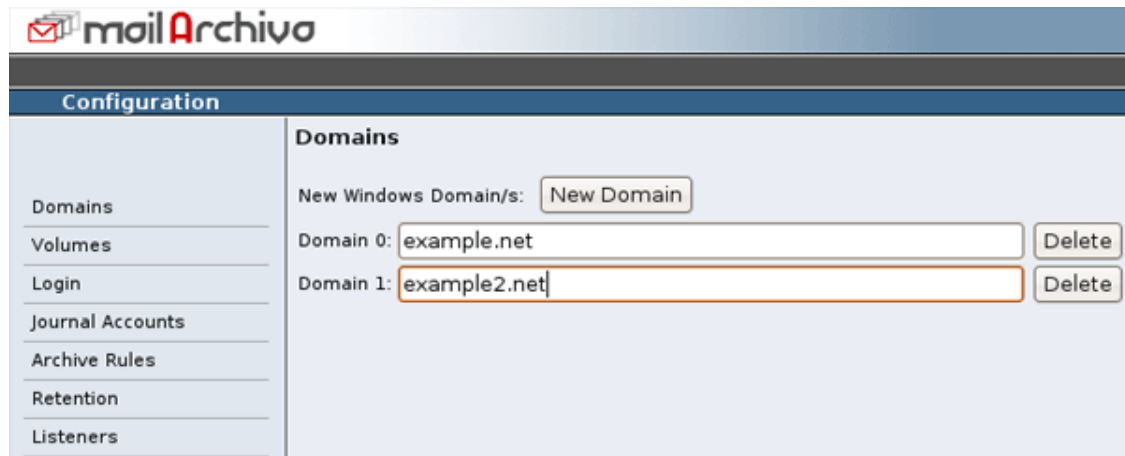 mailArchiva
Configuration
Domains
New Windows Domain/s: New Domain
Domain 0: example.net Delete
Domain 1: example2.net Delete
Domains
Volumes
Login
Journal Accounts
Archive Rules
Retention
Listeners